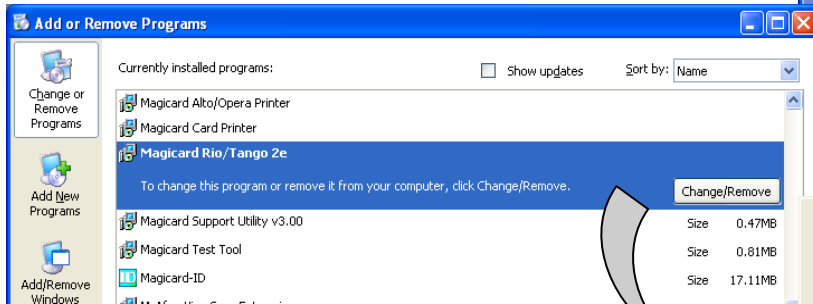 Add or Remove Programs
Currently installed programs:
Show updates
Sort by: Name
Change or
Remove
Programs
Magicard Alto/Opera Printer
Magicard Card Printer
Magicard Rio/Tango 2e
To change this program or remove it from your computer, click Change/Remove.
Change/Remove
Add New
Programs
Magicard Support Utility v3.00 Size 0.47MB
Magicard Test Tool Size 0.81MB
Magicard-ID Size 17.11MB
Add/Remove
Windows